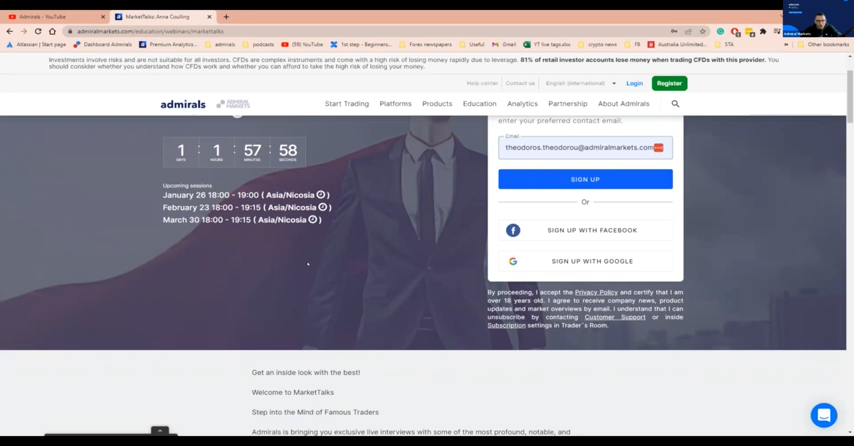 Admirals - YouTube
MarketTalks: Anna Coulling
admiralmarkets.com/education/webinars/markettalks
Atlassian | Start page
Dashboard Admirals
Premium Analytics...
admirals
podcasts
(59) YouTube
1st step - Beginners...
Forex newspapers
Useful
Gmail
YT live tags.xlsx
crypto news
FB
Australia Unlimited...
STA
Other bookmarks
Investments involve risks and are not suitable for all investors. CFDs are complex instruments and come with a high risk of losing money rapidly due to leverage. 81% of retail investor accounts lose money when trading CFDs with this provider. You
should consider whether you understand how CFDs work and whether you can afford to take the high risk of losing your money.
Help center
Contact us
English (International)
Login
Register
admirals
ADMIRAL MARKETS
Start Trading
Platforms
Products
Education
Analytics
Partnership
About Admirals
1 : 1 : 57 : 58
DAYS HOURS MINUTES SECONDS
Upcoming sessions
January 26 18:00 - 19:00 ( Asia/Nicosia )
February 23 18:00 - 19:15 ( Asia/Nicosia )
March 30 18:00 - 19:15 ( Asia/Nicosia )
enter your preferred contact email.
Email
theodoros.theodorou@admiralmarkets.com
SIGN UP
Or
SIGN UP WITH FACEBOOK
SIGN UP WITH GOOGLE
By proceeding, I accept the Privacy Policy and certify that I am
over 18 years old. I agree to receive company news, product
updates and market overviews by email. I understand that I can
unsubscribe by contacting Customer Support or inside
Subscription settings in Trader`s Room.
Get an inside look with the best!
Welcome to MarketTalks
Step into the Mind of Famous Traders
Admirals is bringing you exclusive live interviews with some of the most profound, notable, and